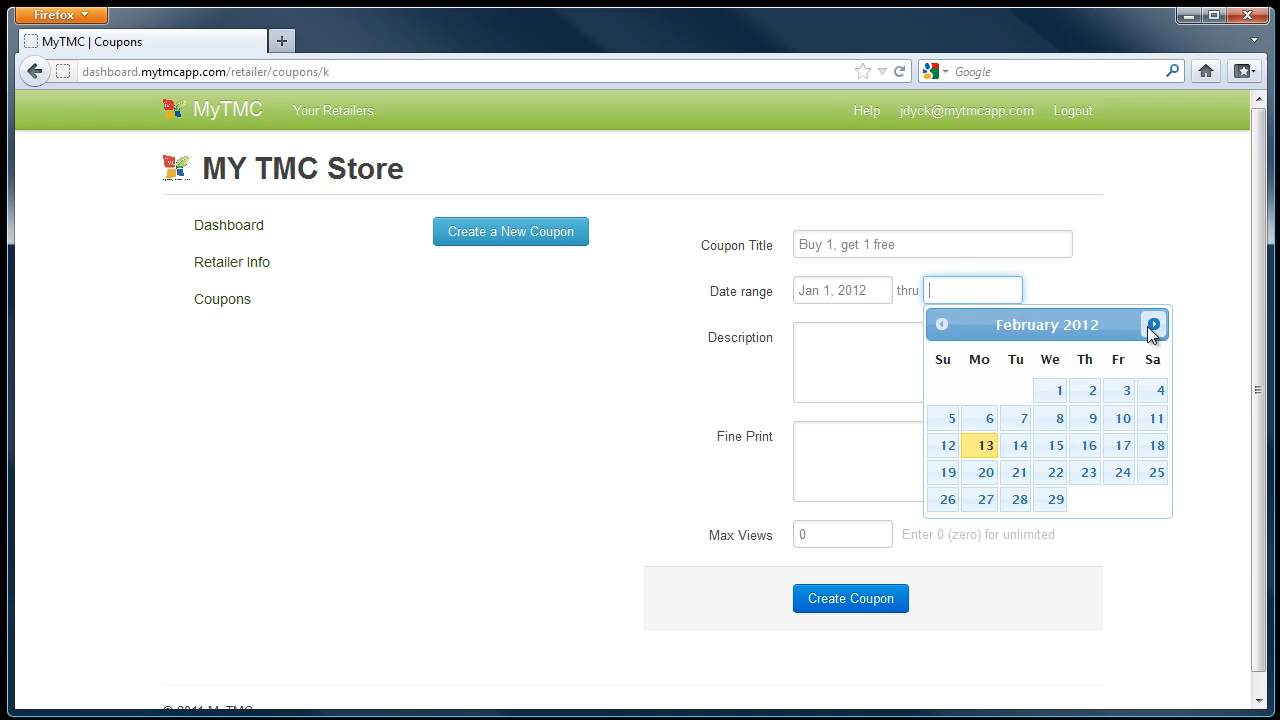 Firefox
MyTMC | Coupons
dashboard.mytmcapp.com/retailer/coupons/k
Google
MyTMC Your Retailers Help jdyck@mytmcapp.com Logout
MY TMC Store
Dashboard
Retailer Info
Coupons
Create a New Coupon
Coupon Title Buy 1, get 1 free
Date range Jan 1, 2012 thru
February 2012
Su Mo Tu We Th Fr Sa
1 2 3 4
5 6 7 8 9 10 11
12 13 14 15 16 17 18
19 20 21 22 23 24 25
26 27 28 29
Description
Fine Print
Max Views 0 Enter 0 (zero) for unlimited
Create Coupon
© 2011 MyTMC